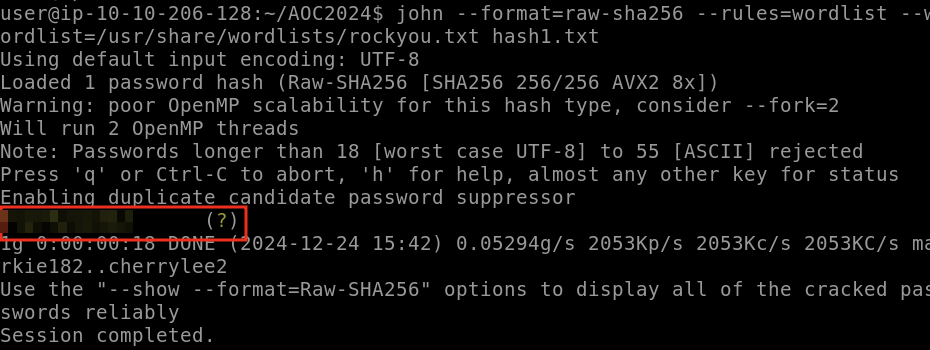 user@ip-10-10-206-128:~/AOC2024$ john --format=raw-sha256 --rules=wordlist --w
ordlist=/usr/share/wordlists/rockyou.txt hash1.txt
Using default input encoding: UTF-8
Loaded 1 password hash (Raw-SHA256 [SHA256 256/256 AVX2 8x])
Warning: poor OpenMP scalability for this hash type, consider --fork=2
Will run 2 OpenMP threads
Note: Passwords longer than 18 [worst case UTF-8] to 55 [ASCII] rejected
Press 'q' or Ctrl-C to abort, 'h' for help, almost any other key for status
Enabling duplicate candidate password suppressor
(?)
1g 0:00:00:18 DONE (2024-12-24 15:42) 0.05294g/s 2053Kp/s 2053Kc/s 2053KC/s ma
rkie182..cherrylee2
Use the "--show --format=Raw-SHA256" options to display all of the cracked pas
swords reliably
Session completed.